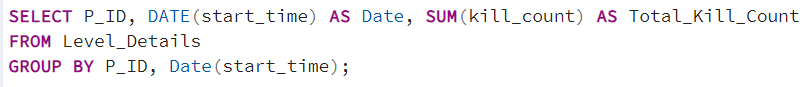 SELECT P_ID, DATE(start_time) AS Date, SUM(kill_count) AS Total_Kill_Count
FROM Level_Details
GROUP BY P_ID, Date(start_time);